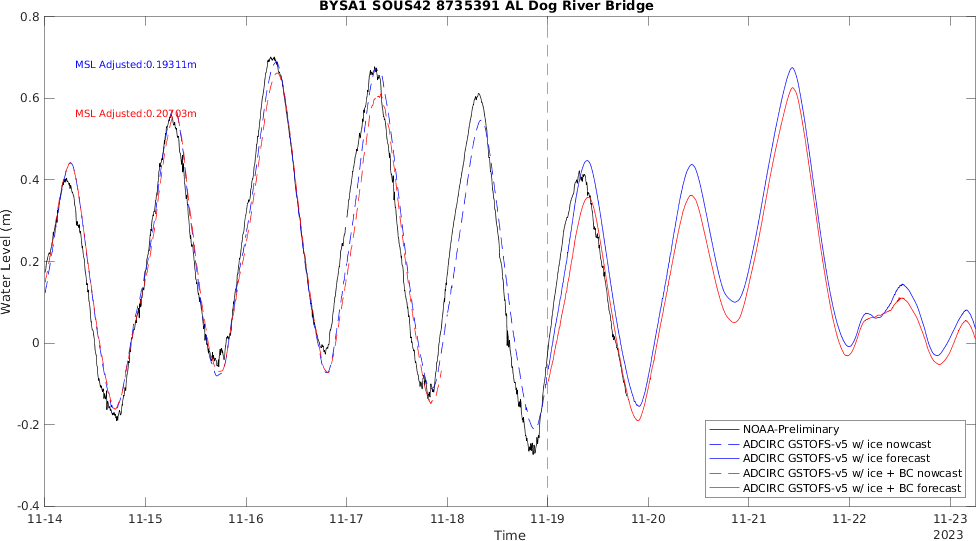 BYSA1 SOUS42 8735391 AL Dog River Bridge
0.8
MSL Adjusted:0.19311m
0.6
MSL Adjusted:0.20703m
0.4
0.2
Water Level (m)
0
-0.2
-0.4
NOAA-Preliminary
ADCIRC GSTOFS-v5 w/ ice nowcast
ADCIRC GSTOFS-v5 w/ ice forecast
ADCIRC GSTOFS-v5 w/ ice + BC nowcast
ADCIRC GSTOFS-v5 w/ ice + BC forecast
11-14 11-15 11-16 11-17 11-18 11-19 11-20 11-21 11-22 11-23
Time
2023